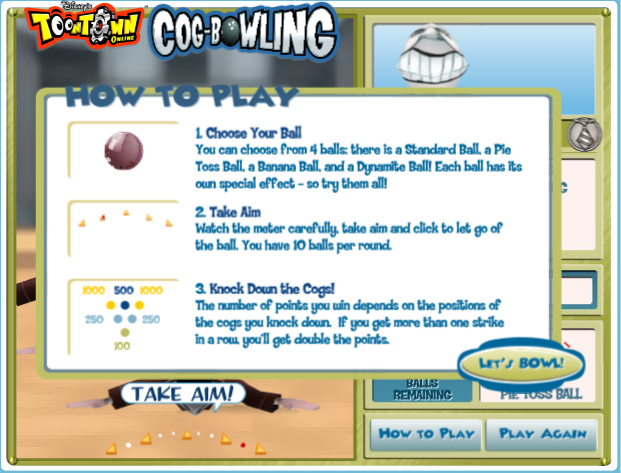 Disney's
TOONTOWN
ONLINE
COG-BOWLING
HOW TO PLAY
1. Choose Your Ball
You can choose from 4 balls: there is a Standard Ball, a Pie
Toss Ball, a Banana Ball, and a Dynamite Ball! Each ball has its
own special effect - so try them all!
2. Take Aim
Watch the meter carefully, take aim and click to let go of
the ball. You have 10 balls per round.
1000 500 1000
250 250
100
3. Knock Down the Cogs!
The number of points you win depends on the positions of
the cogs you knock down. If you get more than one strike
in a row, you'll get double the points.
LET'S BOWL!
TAKE AIM!
BALLS
REMAINING
PIE TOSS BALL
HOW TO PLAY
PLAY AGAIN